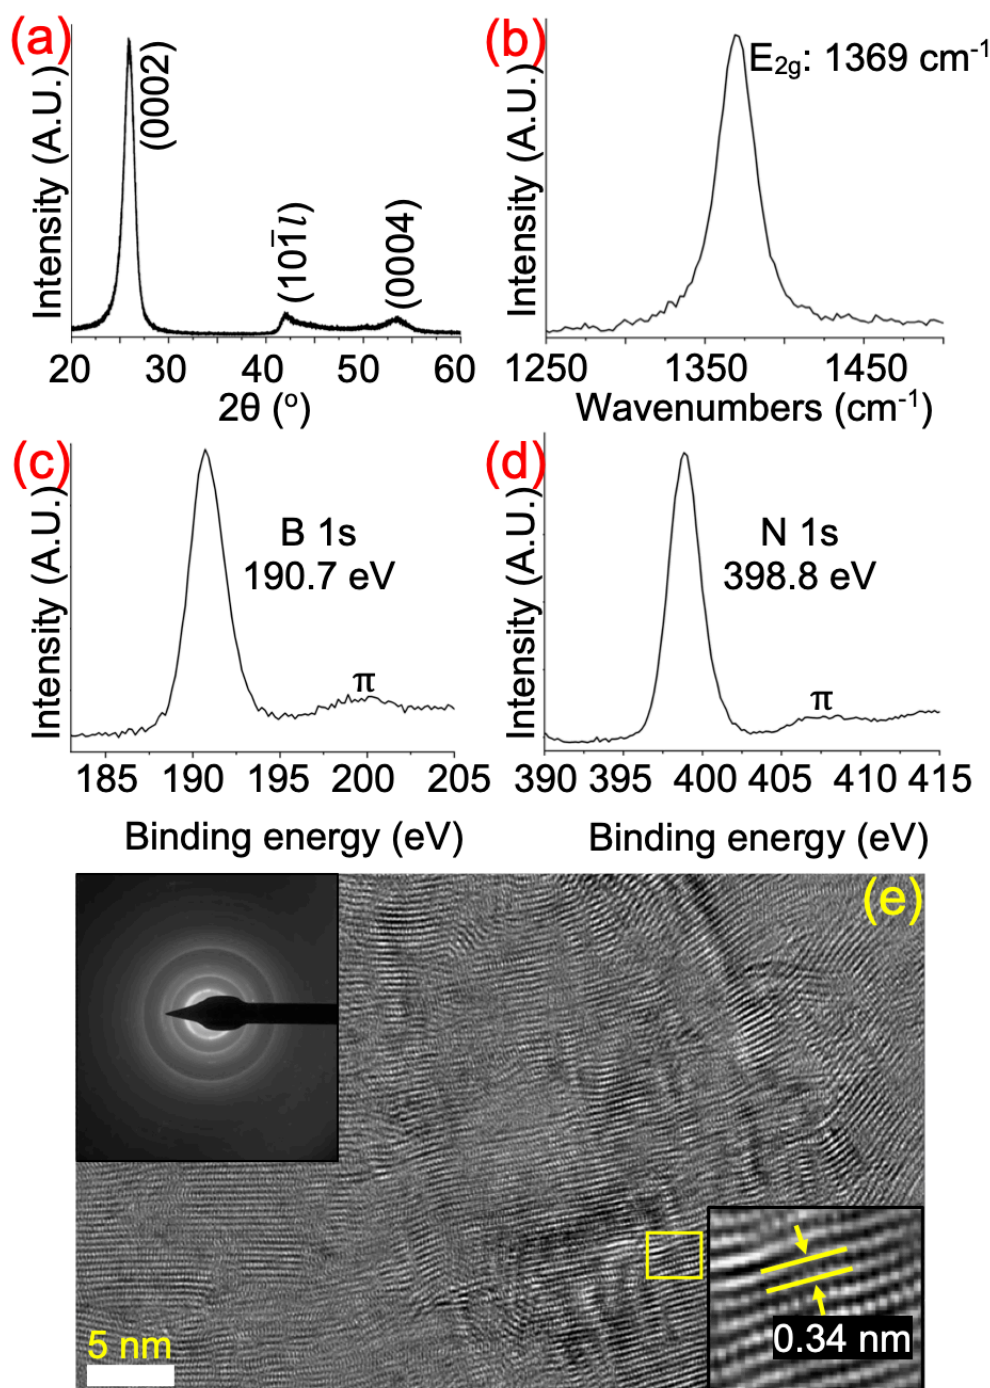 (a)
Intensity (A.U.)
(0002)
(101̄l)
(0004)
20 30 40 50 60
2θ (°)
(b)
Intensity (A.U.)
E2g: 1369 cm-1
1250 1350 1450
Wavenumbers (cm-1)
(c)
Intensity (A.U.)
B 1s
190.7 eV
π
185 190 195 200 205
Binding energy (eV)
(d)
Intensity (A.U.)
N 1s
398.8 eV
π
390 395 400 405 410 415
Binding energy (eV)
(e)
5 nm
0.34 nm